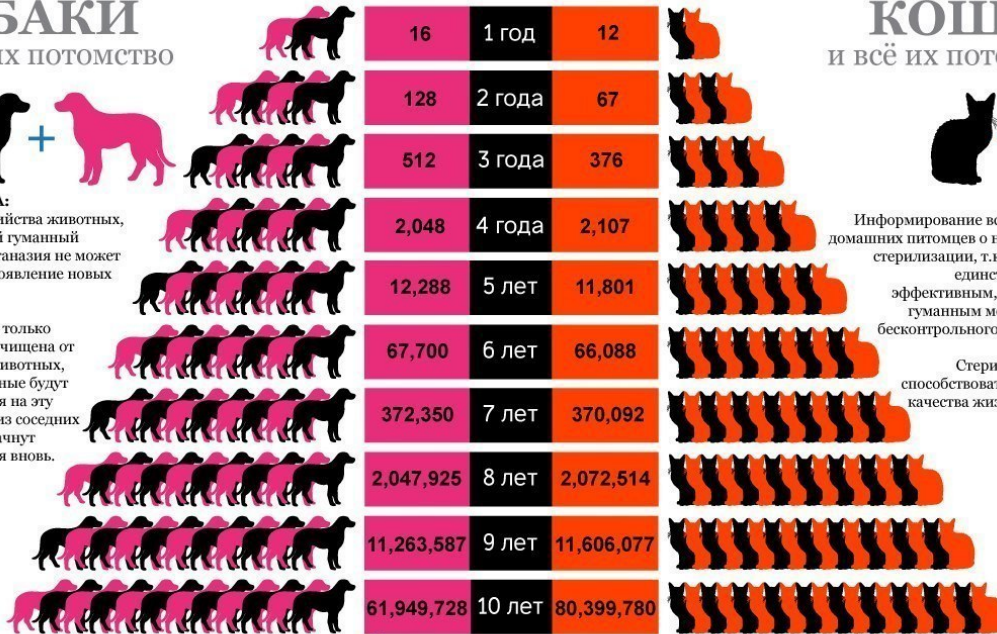 БАКИ
их потомство
+
А:
ийства животных,
й гуманный
таназия не может
оявление новых
только
чищена от
ивотных,
ные будут
я на эту
из соседних
ачнут
я вновь.
16 1 год 12
128 2 года 67
512 3 года 376
2,048 4 года 2,107
12,288 5 лет 11,801
67,700 6 лет 66,088
372,350 7 лет 370,092
2,047,925 8 лет 2,072,514
11,263,587 9 лет 11,606,077
61,949,728 10 лет 80,399,780
КОШ
и всё их пото
Информирование
домашних питомцев о н
стерилизации, т.к
единс
эффективным,
гуманным ме
бесконтрольного
Стери
способствоват
качества жиз